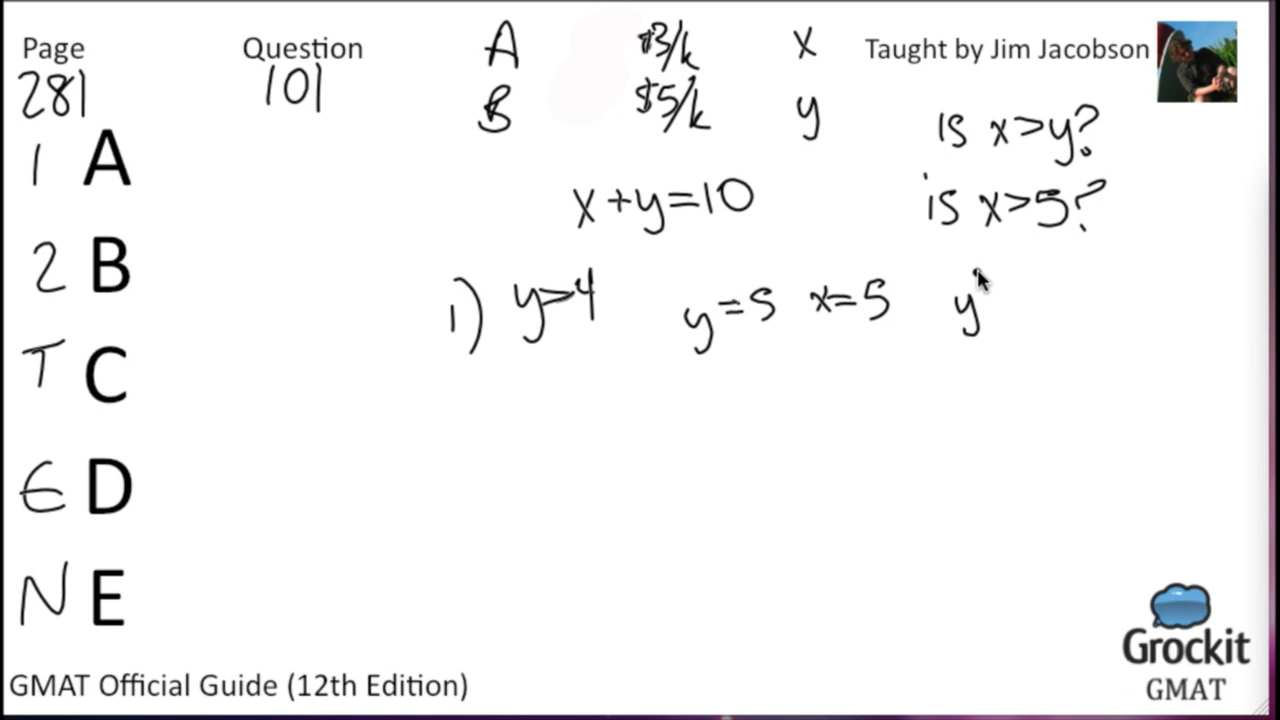 Page Question A $3/k x Taught by Jim Jacobson
281 101 B $5/k y
is x>y?
1 A
x+y=10 is x>5?
2 B
1) y>4 y=5 x=5 y
T C
E D
N E
Grockit
GMAT
GMAT Official Guide (12th Edition)